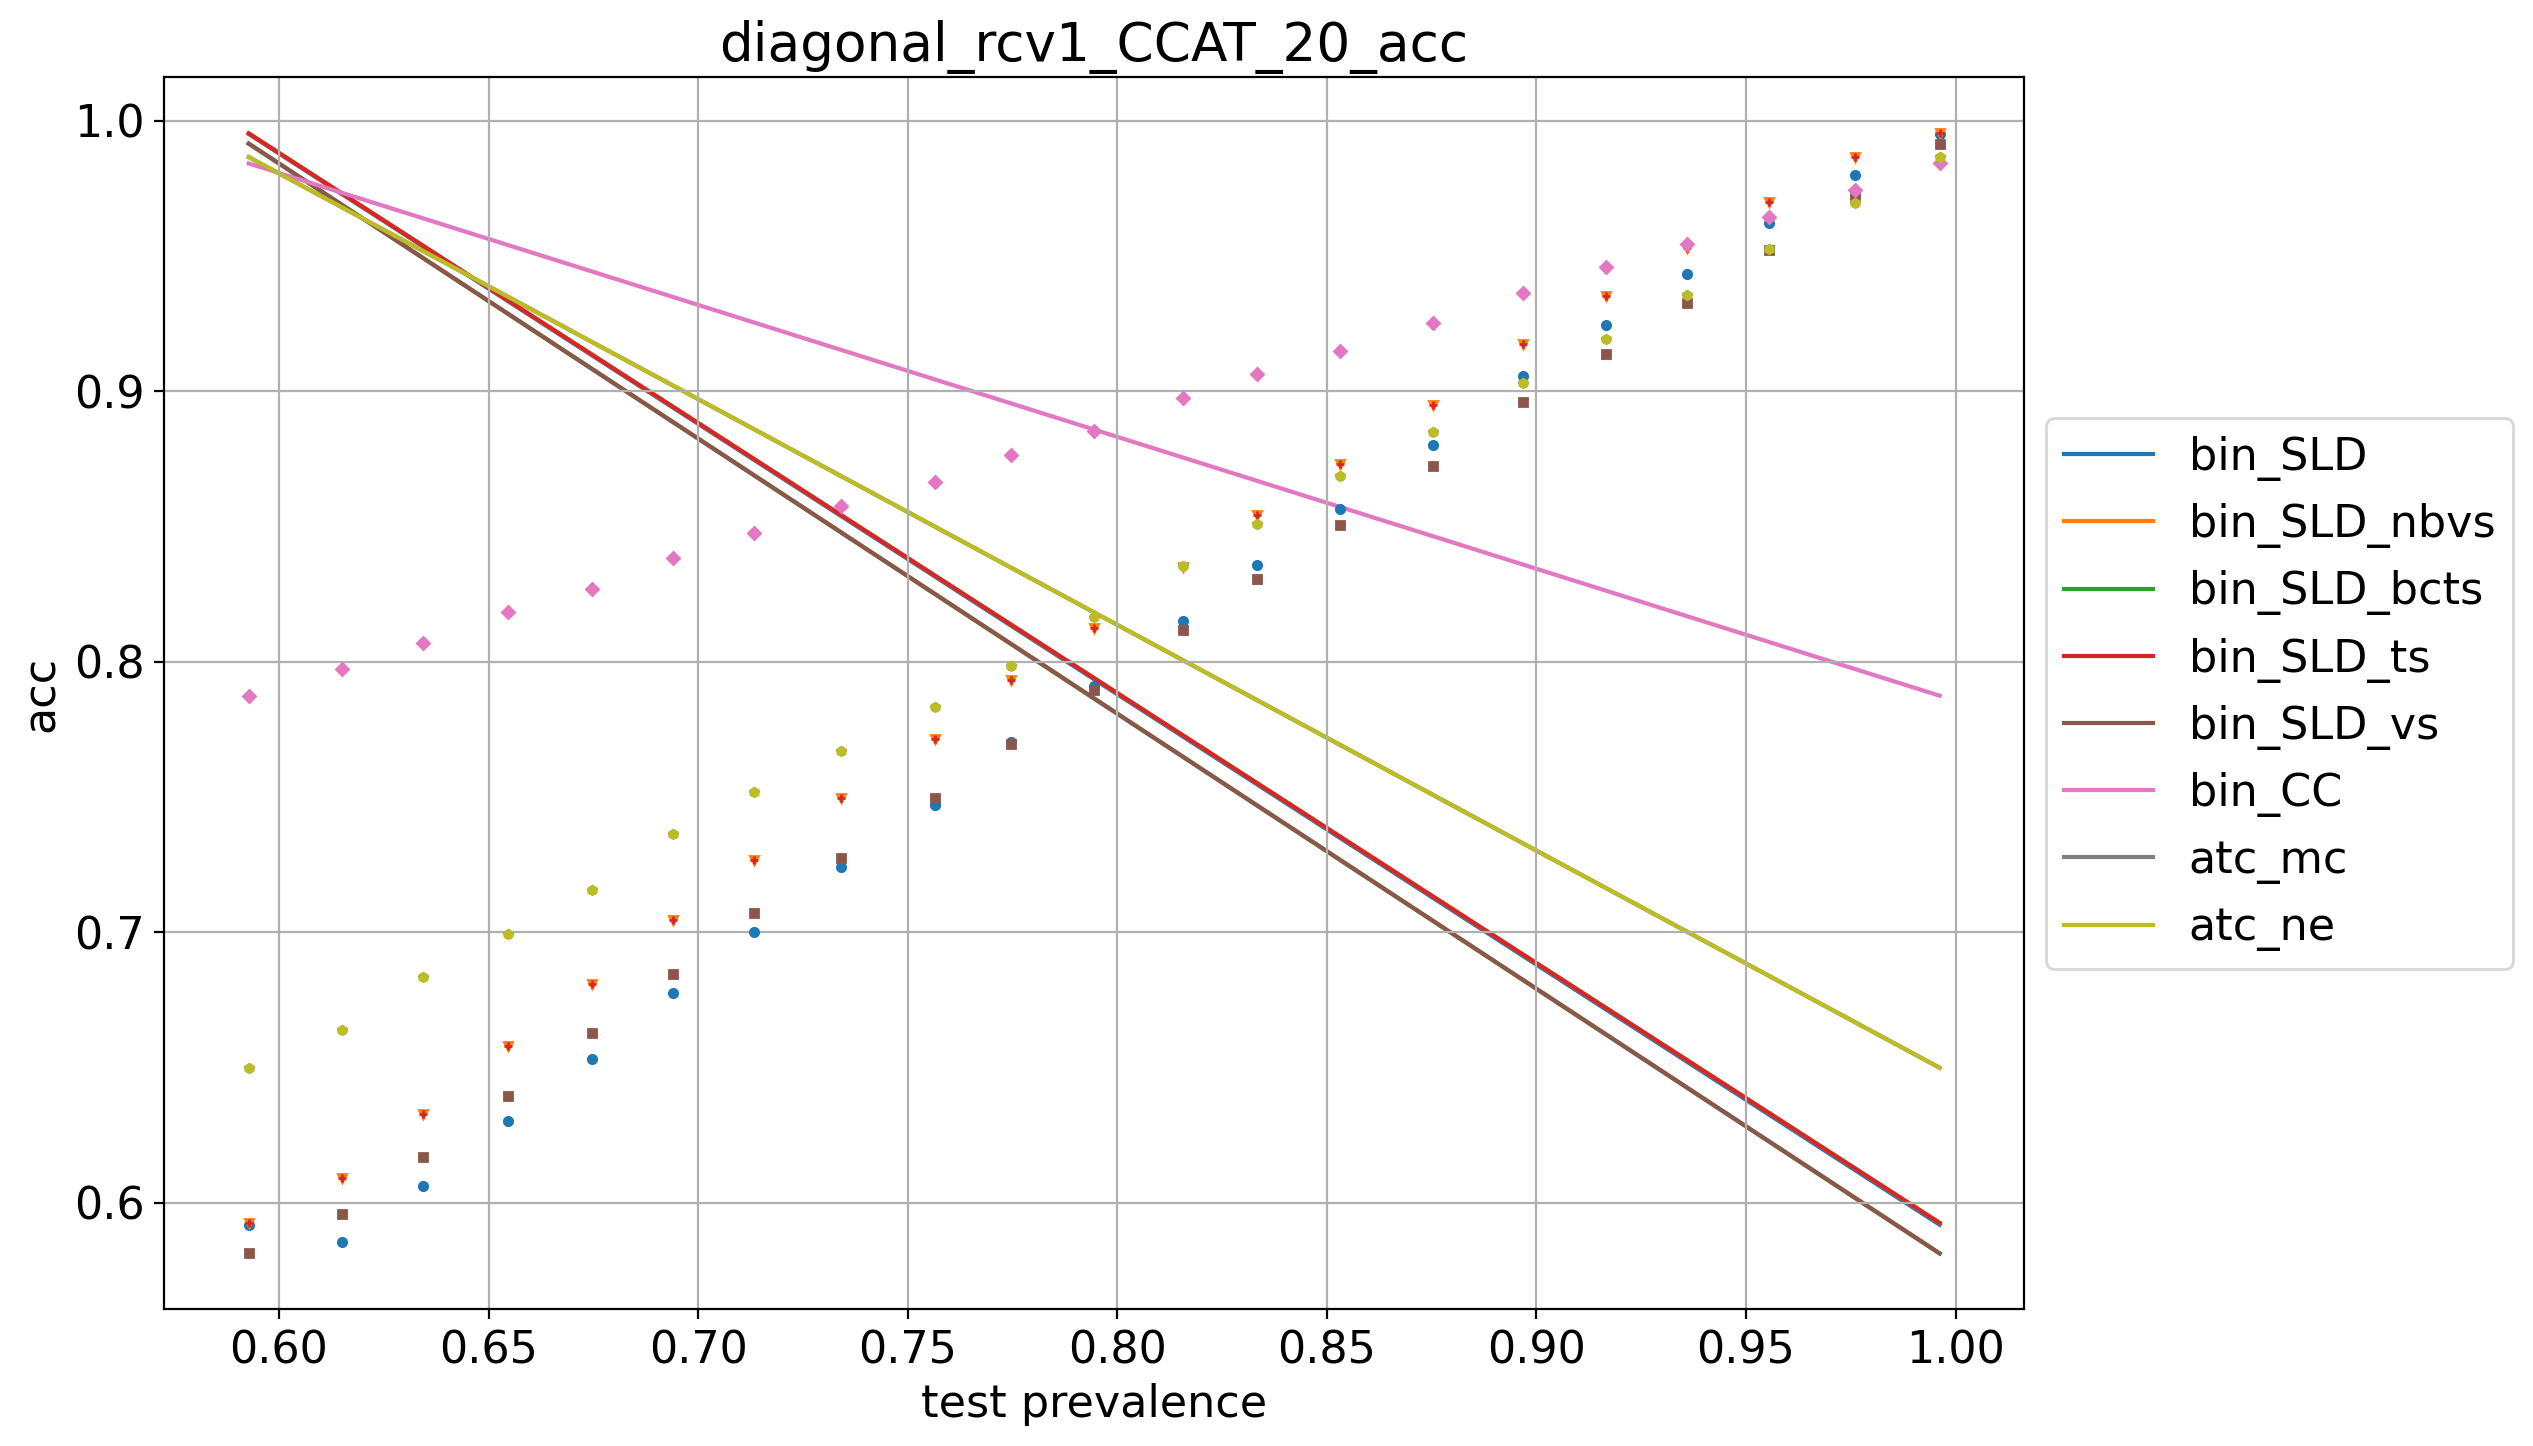 diagonal_rcv1_CCAT_20_acc
acc
1.0
0.9
0.8
0.7
0.6
0.60 0.65 0.70 0.75 0.80 0.85 0.90 0.95 1.00
test prevalence
bin_SLD
bin_SLD_nbvs
bin_SLD_bcts
bin_SLD_ts
bin_SLD_vs
bin_CC
atc_mc
atc_ne